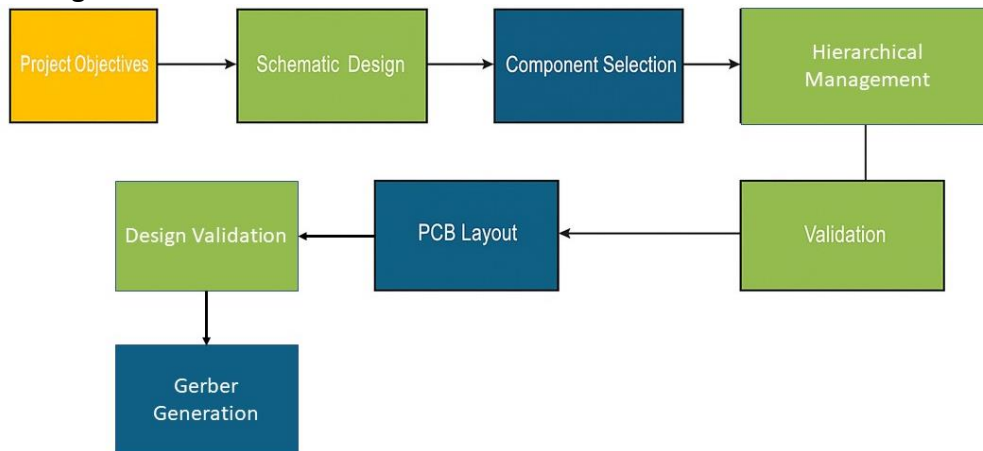 Project Objectives
Schematic Design
Component Selection
Hierarchical
Management
Design Validation
PCB Layout
Validation
Gerber
Generation